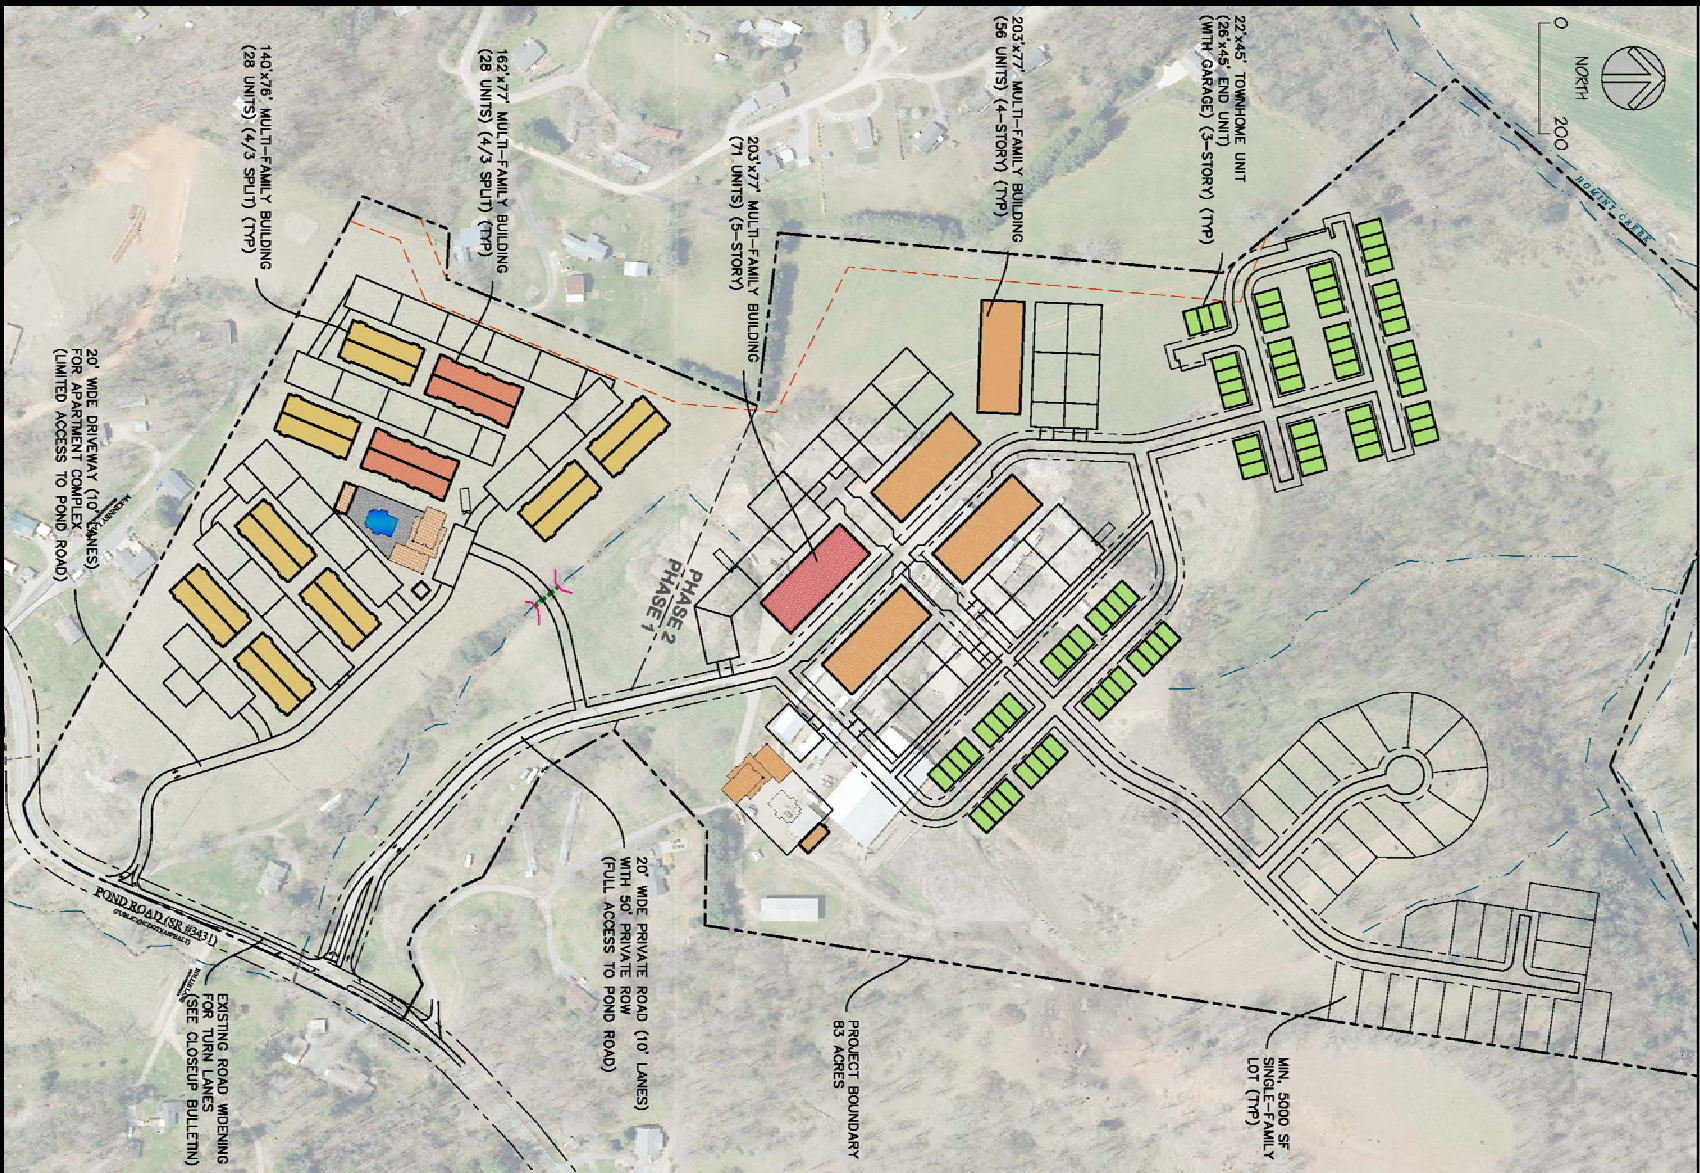 0
200
NORTH
22'x45' TOWNHOME UNIT
(26'x45' END UNIT)
(WITH GARAGE) (3-STORY) (TYP)
203'x77' MULTI-FAMILY BUILDING
(56 UNITS) (4-STORY) (TYP)
203'x77' MULTI-FAMILY BUILDING
(71 UNITS) (5-STORY)
162'x77' MULTI-FAMILY BUILDING
(28 UNITS) (4/3 SPLIT) (TYP)
140'x76' MULTI-FAMILY BUILDING
(28 UNITS) (4/3 SPLIT) (TYP)
HOMINY CREEK
PHASE 2
PHASE 1
20' WIDE DRIVEWAY (10' LANES)
FOR APARTMENT COMPLEX
(LIMITED ACCESS TO POND ROAD)
POND ROAD (SR #3431)
20' WIDE PRIVATE ROAD (10' LANES)
WITH 50' PRIVATE ROW
(FULL ACCESS TO POND ROAD)
EXISTING ROAD WIDENING
FOR TURN LANES
(SEE CLOSEUP BULLETIN)
PROJECT BOUNDARY
83 ACRES
MIN. 5000 SF
SINGLE-FAMILY
LOT (TYP)